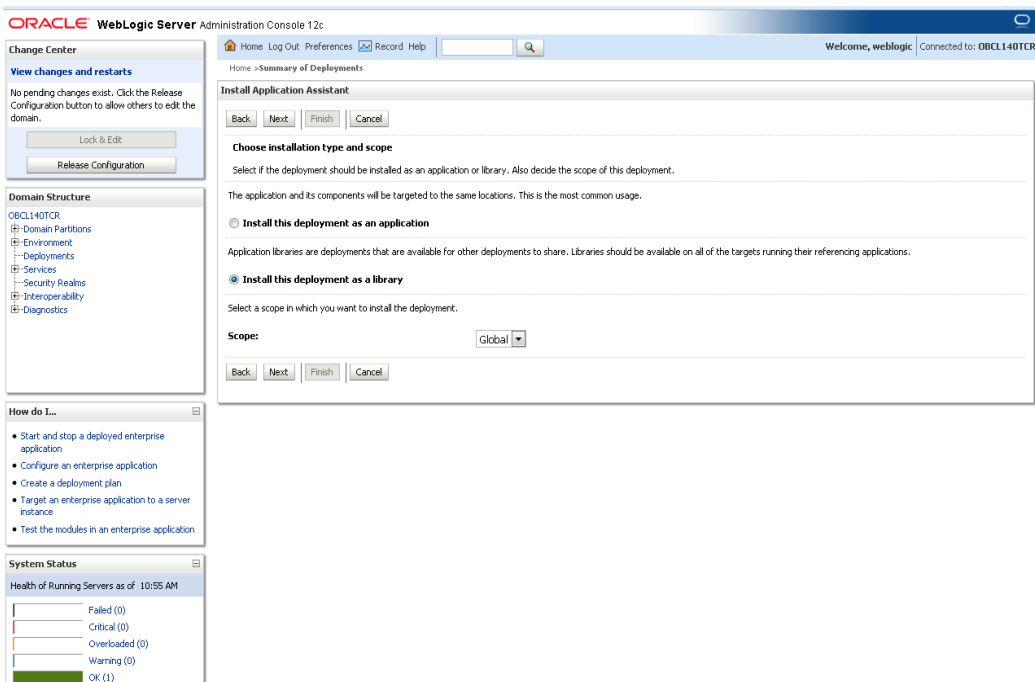 ORACLE WebLogic Server Administration Console 12c
Change Center
View changes and restarts
No pending changes exist. Click the Release
Configuration button to allow others to edit the
domain.
Lock & Edit
Release Configuration
Domain Structure
OBCL140TCR
Domain Partitions
Environment
Deployments
Services
Security Realms
Interoperability
Diagnostics
How do I...
Start and stop a deployed enterprise
application
Configure an enterprise application
Create a deployment plan
Target an enterprise application to a server
instance
Test the modules in an enterprise application
System Status
Health of Running Servers as of 10:55 AM
Failed (0)
Critical (0)
Overloaded (0)
Warning (0)
OK (1)
Home Log Out Preferences Record Help
Welcome, weblogic Connected to: OBCL140TCR
Home >Summary of Deployments
Install Application Assistant
Back Next Finish Cancel
Choose installation type and scope
Select if the deployment should be installed as an application or library. Also decide the scope of this deployment.
The application and its components will be targeted to the same locations. This is the most common usage.
Install this deployment as an application
Application libraries are deployments that are available for other deployments to share. Libraries should be available on all of the targets running their referencing applications.
Install this deployment as a library
Select a scope in which you want to install the deployment.
Scope: Global
Back Next Finish Cancel